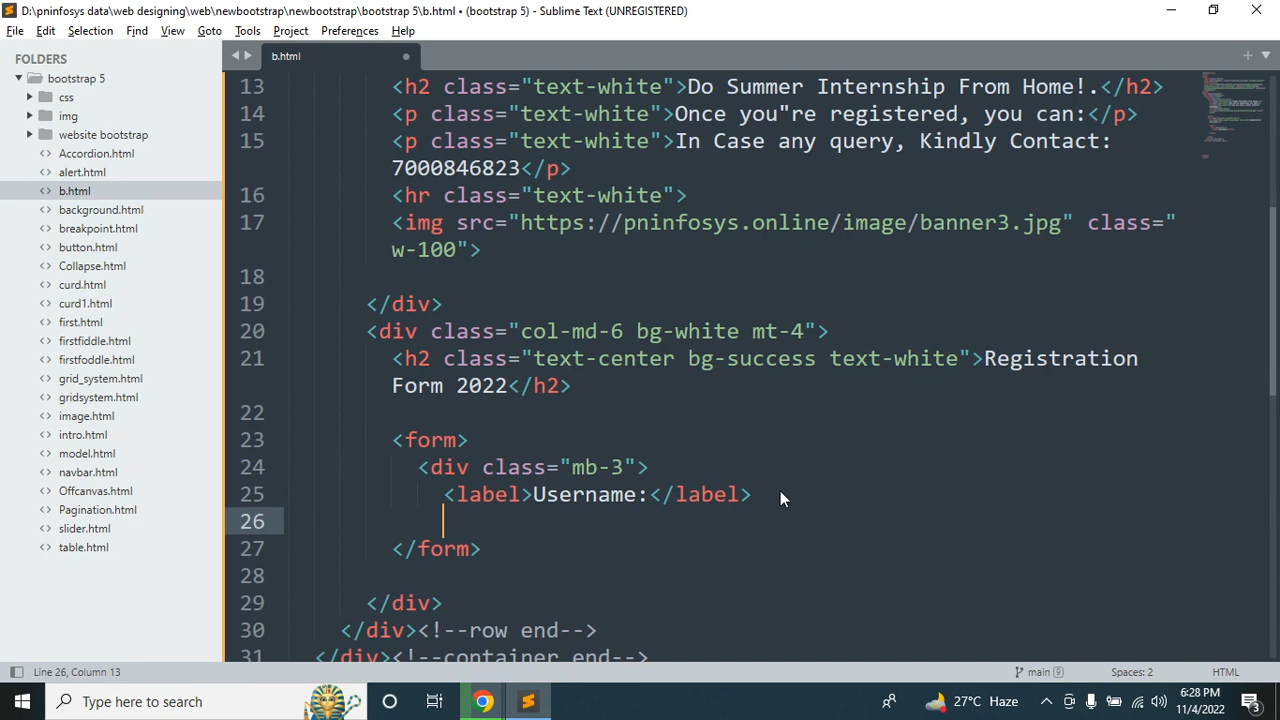 D:\pninfosys data\web designing\web\newbootstrap\newbootstrap\bootstrap 5\b.html • (bootstrap 5) - Sublime Text (UNREGISTERED)
File Edit Selection Find View Goto Tools Project Preferences Help
FOLDERS
bootstrap 5
css
img
website bootstrap
Accordion.html
alert.html
b.html
background.html
breakpoint.html
button.html
Collapse.html
curd.html
curd1.html
first.html
firstfiddle.html
firstfoddle.html
grid_system.html
gridsystem.html
image.html
intro.html
model.html
navbar.html
Offcanvas.html
Pagination.html
slider.html
table.html
b.html
13 <h2 class="text-white">Do Summer Internship From Home!.</h2>
14 <p class="text-white">Once you"re registered, you can:</p>
15 <p class="text-white">In Case any query, Kindly Contact:
7000846823</p>
16 <hr class="text-white">
17 <img src="https://pninfosys.online/image/banner3.jpg" class="
w-100">
18
19 </div>
20 <div class="col-md-6 bg-white mt-4">
21 <h2 class="text-center bg-success text-white">Registration
Form 2022</h2>
22
23 <form>
24 <div class="mb-3">
25 <label>Username:</label>
26
27 </form>
28
29 </div>
30 </div><!--row end-->
31 </div><!--container end-->
Line 26, Column 13
main 9
Spaces: 2
HTML
Type here to search
27°C Haze
6:28 PM
11/4/2022
3